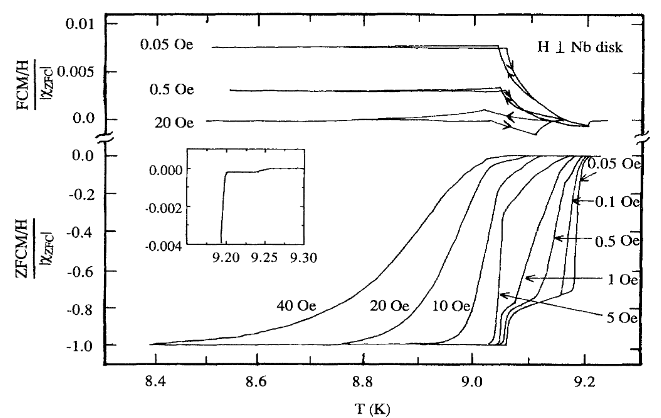 0.01
0.05 Oe
H ⊥ Nb disk
FCM/H
|χZFC|
0.005
0.5 Oe
0.0
20 Oe
ZFCM/H
|χZFC|
0.0
-0.2
-0.4
-0.6
-0.8
-1.0
0.000
-0.002
-0.004
9.20 9.25 9.30
0.05 Oe
0.1 Oe
0.5 Oe
1 Oe
5 Oe
40 Oe
20 Oe
10 Oe
8.4 8.6 8.8 9.0 9.2
T (K)